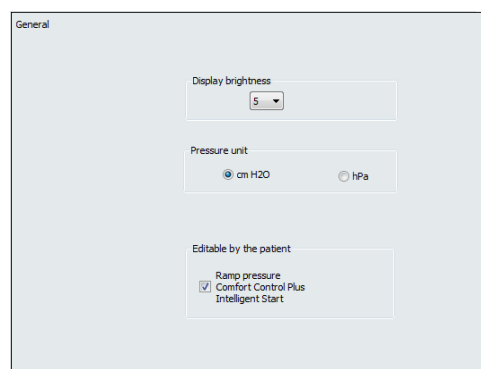 General
Display brightness
5
Pressure unit
cm H2O
hPa
Editable by the patient
Ramp pressure
Comfort Control Plus
Intelligent Start